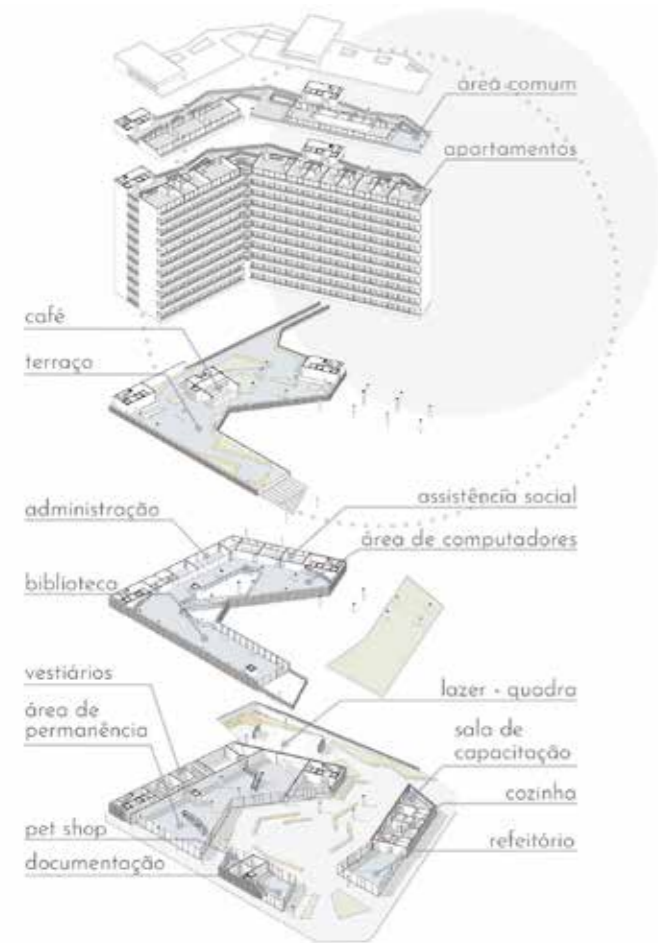 área comum
apartamentos
café
terraço
assistência social
administração
área de computadores
biblioteca
vestiários
lazer - quadra
área de
permanência
sala de
capacitação
cozinha
pet shop
refeitório
documentação